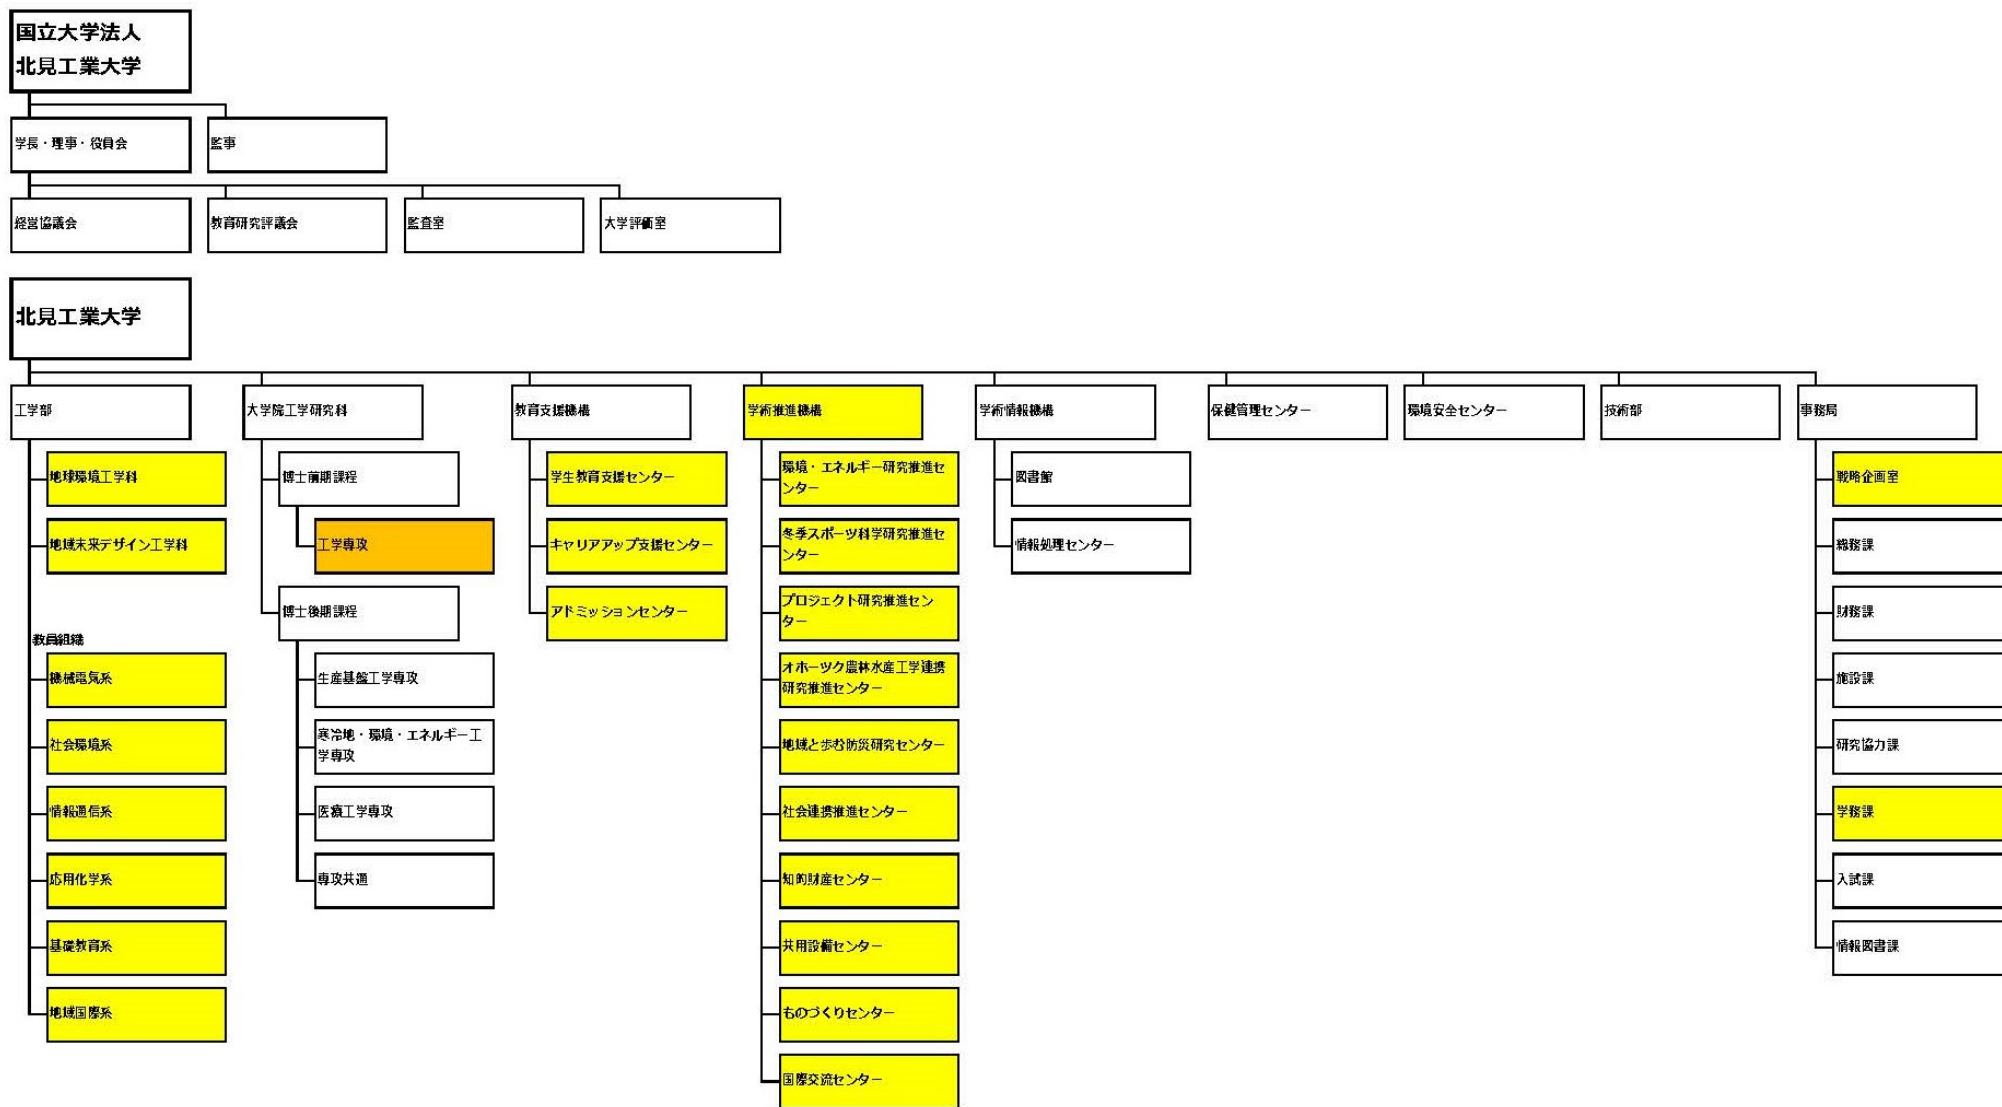 国立大学法人
北見工業大学
学長・理事・役員会
監事
経営協議会
教育研究評議会
監査室
大学評価室
北見工業大学
工学部
大学院工学研究科
教育支援機構
学術推進機構
学術情報機構
保健管理センター
環境安全センター
技術部
事務局
地球環境工学科
地域未来デザイン工学科
教員組織
機械電気系
社会環境系
情報通信系
応用化学系
基礎教育系
地域国際系
博士前期課程
工学専攻
博士後期課程
生産基盤工学専攻
寒冷地・環境・エネルギー工
学専攻
医療工学専攻
専攻共通
学生教育支援センター
キャリアアップ支援センター
アドミッションセンター
環境・エネルギー研究推進セ
ンター
冬季スポーツ科学研究推進セ
ンター
プロジェクト研究推進セン
ター
オホーツク農林水産工学連携
研究推進センター
地域と歩む防災研究センター
社会連携推進センター
知的財産センター
共用設備センター
ものづくりセンター
国際交流センター
図書館
情報処理センター
戦略企画室
総務課
財務課
施設課
研究協力課
学務課
入試課
情報図書課